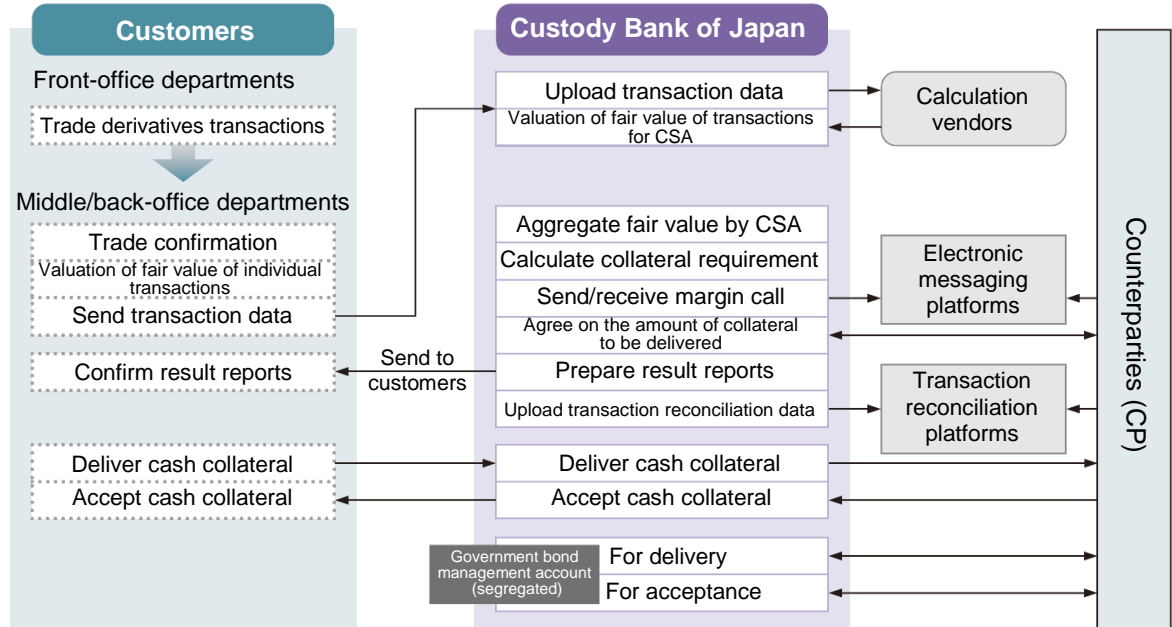 Customers
Custody Bank of Japan
Front-office departments
Trade derivatives transactions
Middle/back-office departments
Trade confirmation
Valuation of fair value of individual
transactions
Send transaction data
Confirm result reports
Deliver cash collateral
Accept cash collateral
Send to
customers
Upload transaction data
Valuation of fair value of transactions
for CSA
Aggregate fair value by CSA
Calculate collateral requirement
Send/receive margin call
Agree on the amount of collateral
to be delivered
Prepare result reports
Upload transaction reconciliation data
Deliver cash collateral
Accept cash collateral
Government bond
management account
(segregated)
For delivery
For acceptance
Calculation
vendors
Electronic
messaging
platforms
Transaction
reconciliation
platforms
Counterparties (CP)